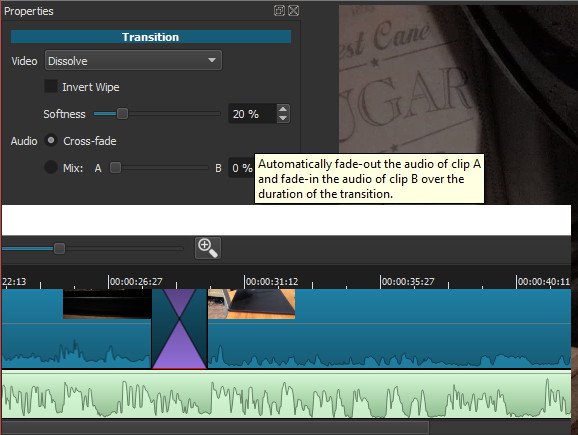 Properties
Transition
Video Dissolve
Invert Wipe
Softness 20 %
Audio Cross-fade
Mix: A B 0 %
Automatically fade-out the audio of clip A
and fade-in the audio of clip B over the
duration of the transition.
est Cane
UGAR
22:13 00:00:26:27 00:00:31:12 00:00:35:27 00:00:40:11